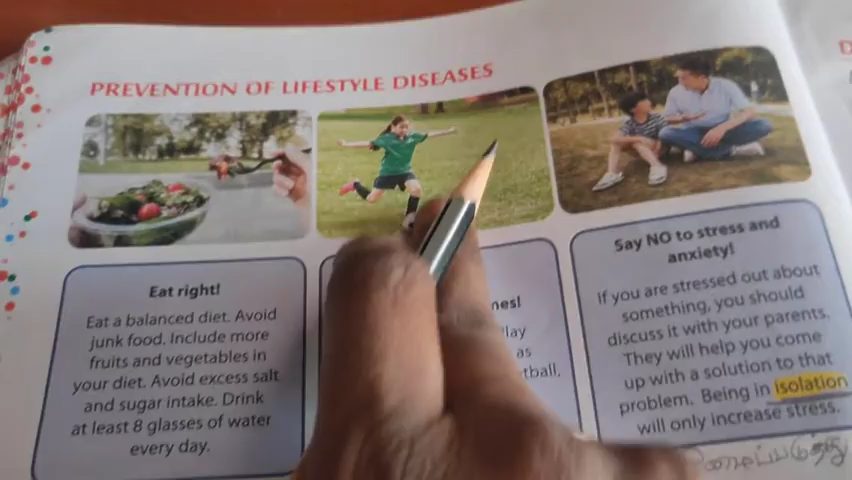 PREVENTION OF LIFESTYLE DISEASES
Eat right!
Eat a balanced diet. Avoid
junk food. Include more
fruits and vegetables in
your diet. Avoid excess salt
and sugar intake. Drink
at least 8 glasses of water
every day.
as
Say NO to stress and
anxiety!
If you are stressed out about
something, you should
discuss it with your parents.
They will help you come
up with a solution to that
problem. Being in isolation
will only increase stress.